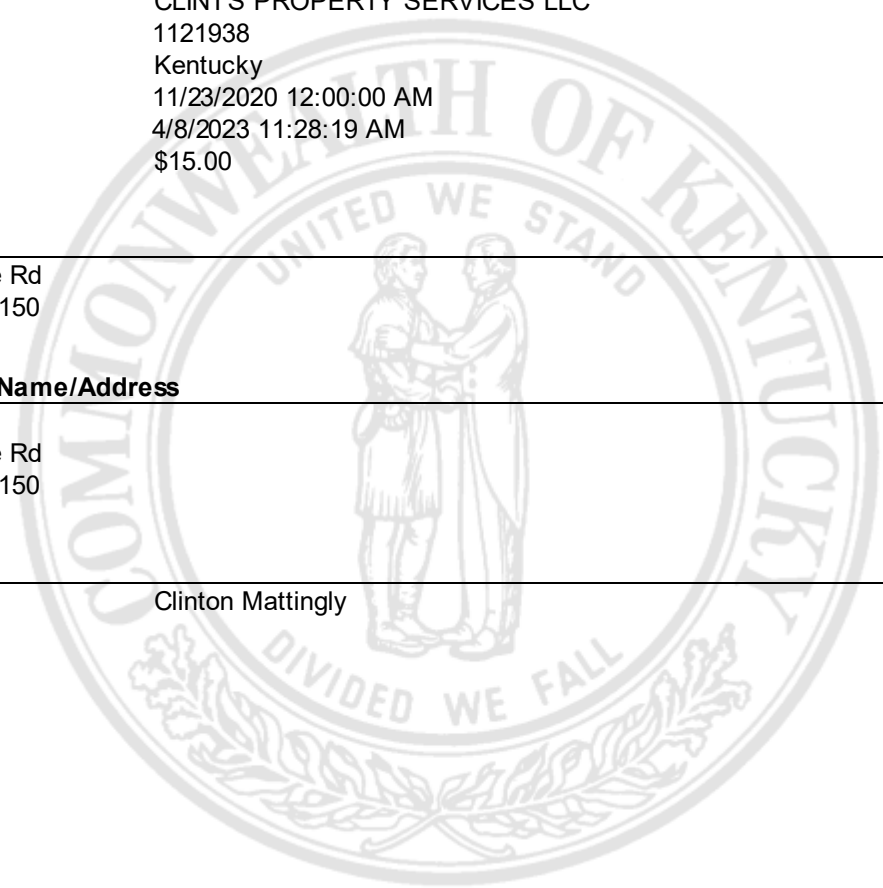 CLINT'S PROPERTY SERVICES LLC
1121938
Kentucky
11/23/2020 12:00:00 AM
4/8/2023 11:28:19 AM
$15.00
Rd
150
Name/Address
Rd
150
Clinton Mattingly
COMMONWEALTH OF KENTUCKY
UNITED WE STAND
DIVIDED WE FALL